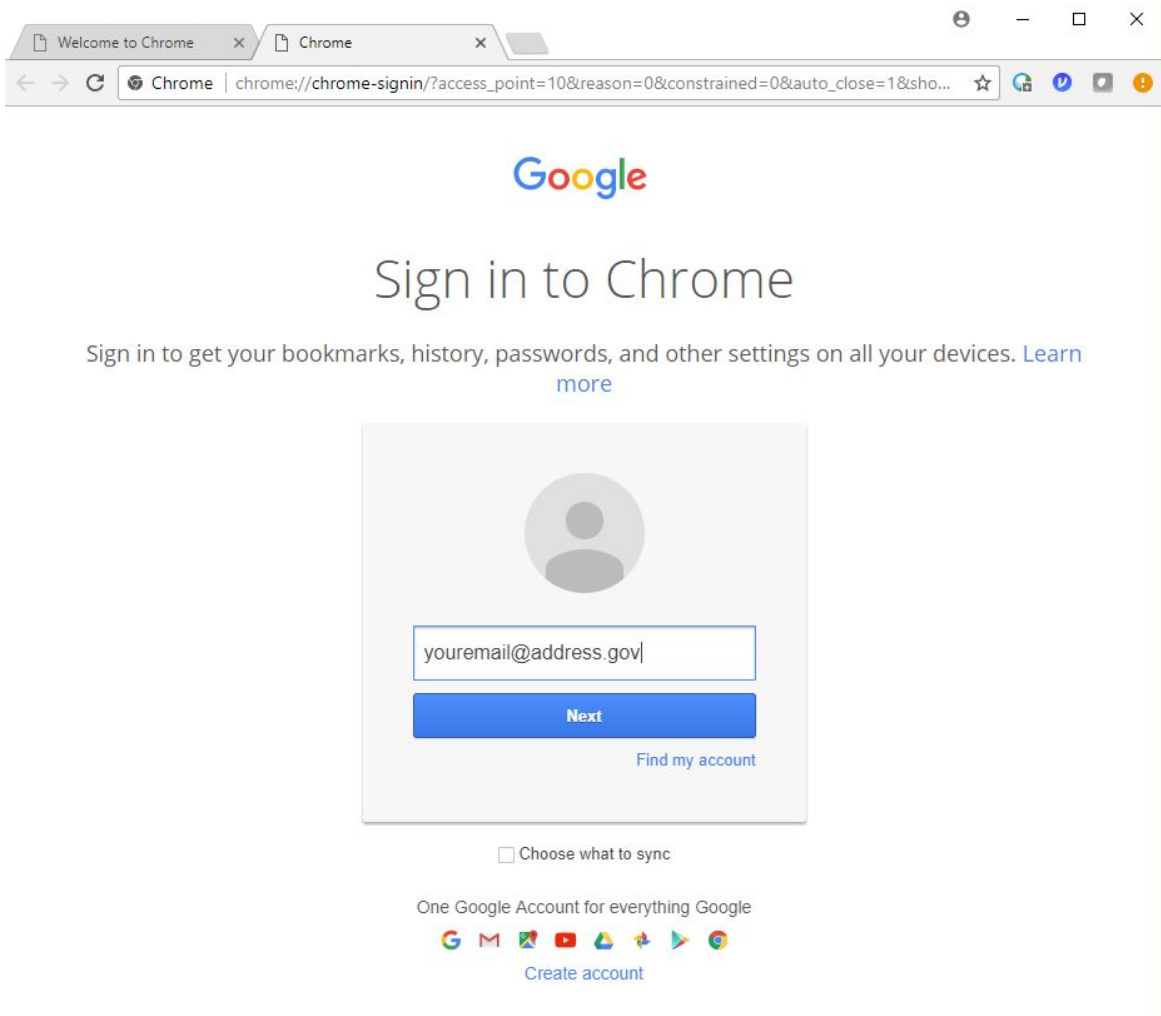 Welcome to Chrome
Chrome
Chrome | chrome://chrome-signin/?access_point=10&reason=0&constrained=0&auto_close=1&sho...
Google
Sign in to Chrome
Sign in to get your bookmarks, history, passwords, and other settings on all your devices. Learn
more
youremail@address.gov
Next
Find my account
Choose what to sync
One Google Account for everything Google
Create account